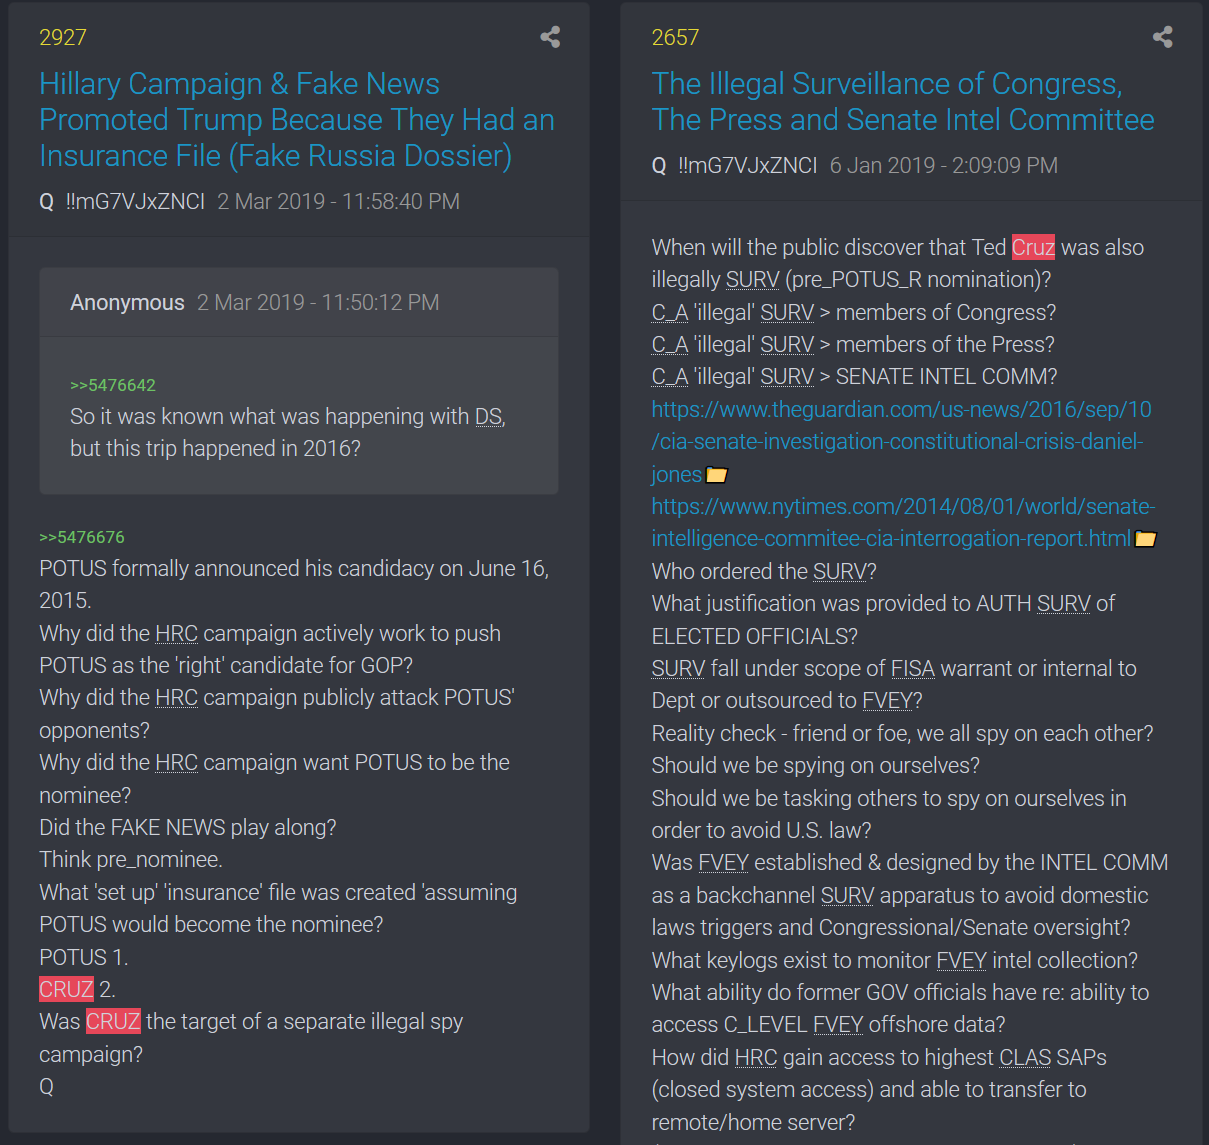 2927
Hillary Campaign & Fake News
Promoted Trump Because They Had an
Insurance File (Fake Russia Dossier)
Q !!mG7VJxZNCI 2 Mar 2019 - 11:58:40 PM
Anonymous 2 Mar 2019 - 11:50:12 PM
>>5476642
So it was known what was happening with DS,
but this trip happened in 2016?
>>5476676
POTUS formally announced his candidacy on June 16,
2015.
Why did the HRC campaign actively work to push
POTUS as the 'right' candidate for GOP?
Why did the HRC campaign publicly attack POTUS'
opponents?
Why did the HRC campaign want POTUS to be the
nominee?
Did the FAKE NEWS play along?
Think pre_nominee.
What 'set up' 'insurance' file was created 'assuming
POTUS would become the nominee?
POTUS 1.
CRUZ 2.
Was CRUZ the target of a separate illegal spy
campaign?
Q
2657
The Illegal Surveillance of Congress,
The Press and Senate Intel Committee
Q !!mG7VJxZNCI 6 Jan 2019 - 2:09:09 PM
When will the public discover that Ted Cruz was also
illegally SURV (pre_POTUS_R nomination)?
C_A 'illegal' SURV > members of Congress?
C_A 'illegal' SURV > members of the Press?
C_A 'illegal' SURV > SENATE INTEL COMM?
https://www.theguardian.com/us-news/2016/sep/10
/cia-senate-investigation-constitutional-crisis-daniel-
jones
https://www.nytimes.com/2014/08/01/world/senate-
intelligence-commitee-cia-interrogation-report.html
Who ordered the SURV?
What justification was provided to AUTH SURV of
ELECTED OFFICIALS?
SURV fall under scope of FISA warrant or internal to
Dept or outsourced to FVEY?
Reality check - friend or foe, we all spy on each other?
Should we be spying on ourselves?
Should we be tasking others to spy on ourselves in
order to avoid U.S. law?
Was FVEY established & designed by the INTEL COMM
as a backchannel SURV apparatus to avoid domestic
laws triggers and Congressional/Senate oversight?
What keylogs exist to monitor FVEY intel collection?
What ability do former GOV officials have re: ability to
access C_LEVEL FVEY offshore data?
How did HRC gain access to highest CLAS SAPs
(closed system access) and able to transfer to
remote/home server?